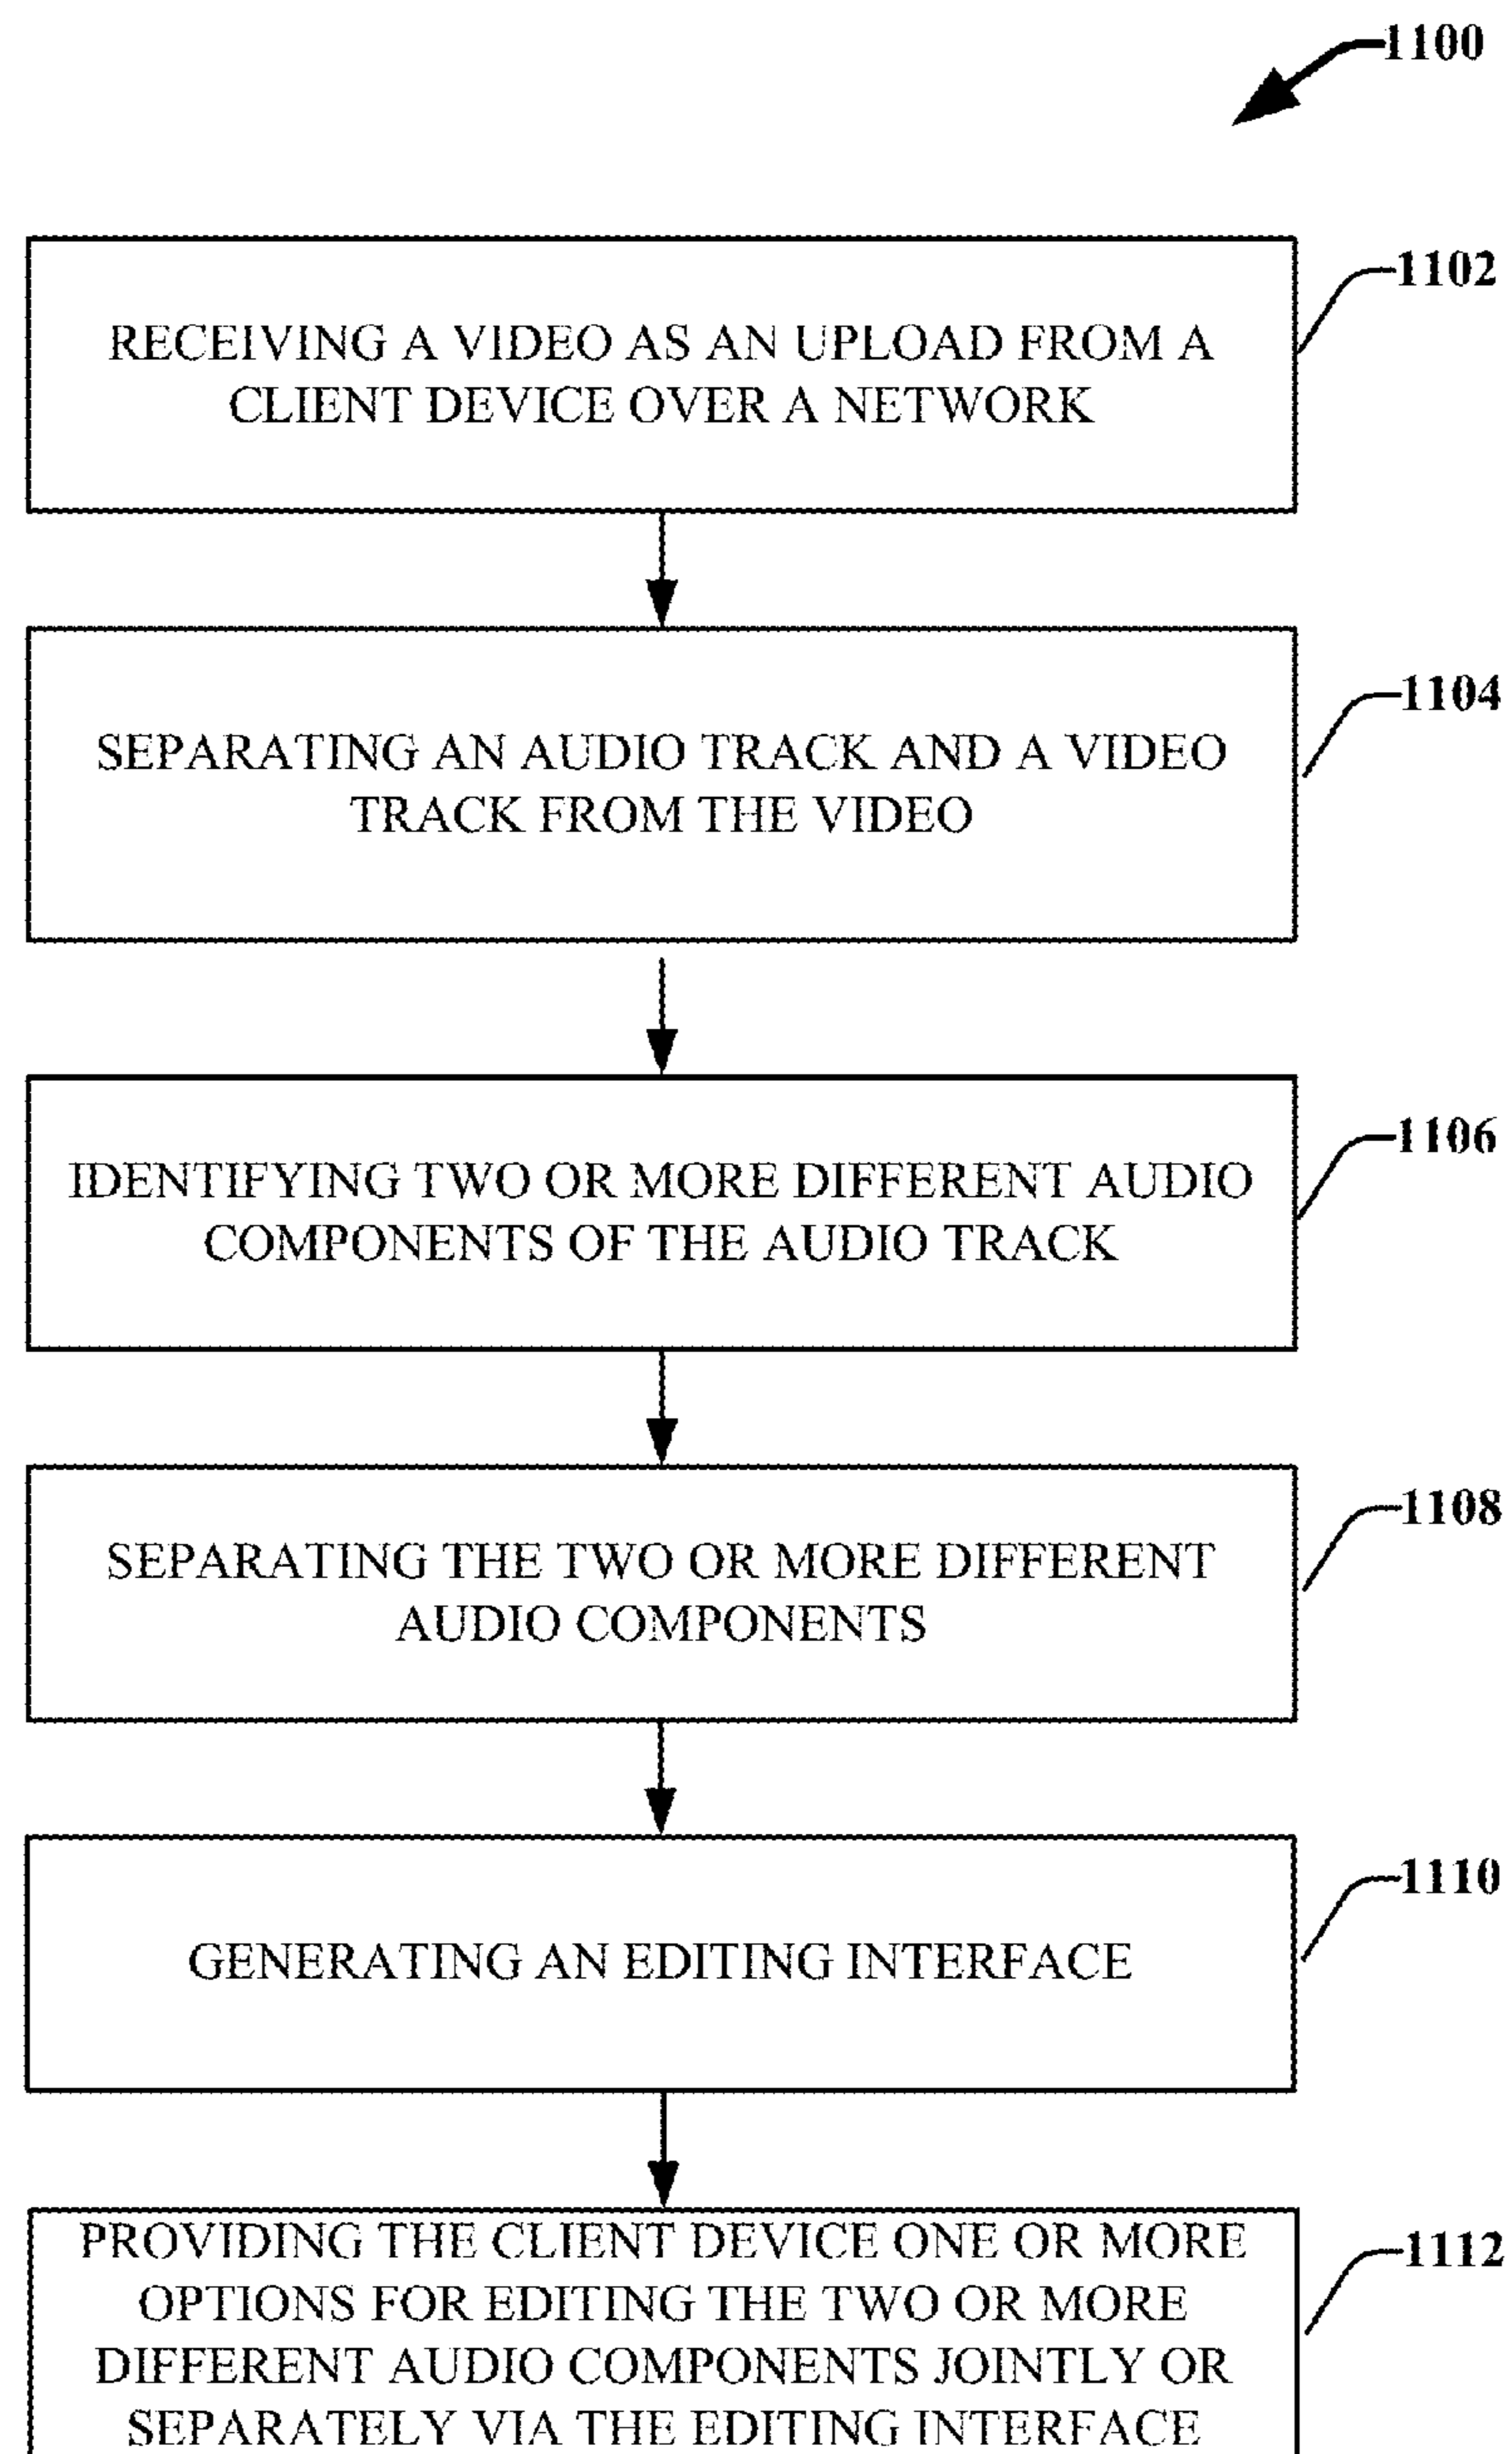 1100
1102
RECEIVING A VIDEO AS AN UPLOAD FROM A
CLIENT DEVICE OVER A NETWORK
1104
SEPARATING AN AUDIO TRACK AND A VIDEO
TRACK FROM THE VIDEO
1106
IDENTIFYING TWO OR MORE DIFFERENT AUDIO
COMPONENTS OF THE AUDIO TRACK
1108
SEPARATING THE TWO OR MORE DIFFERENT
AUDIO COMPONENTS
1110
GENERATING AN EDITING INTERFACE
1112
PROVIDING THE CLIENT DEVICE ONE OR MORE
OPTIONS FOR EDITING THE TWO OR MORE
DIFFERENT AUDIO COMPONENTS JOINTLY OR
SEPARATELY VIA THE EDITING INTERFACE